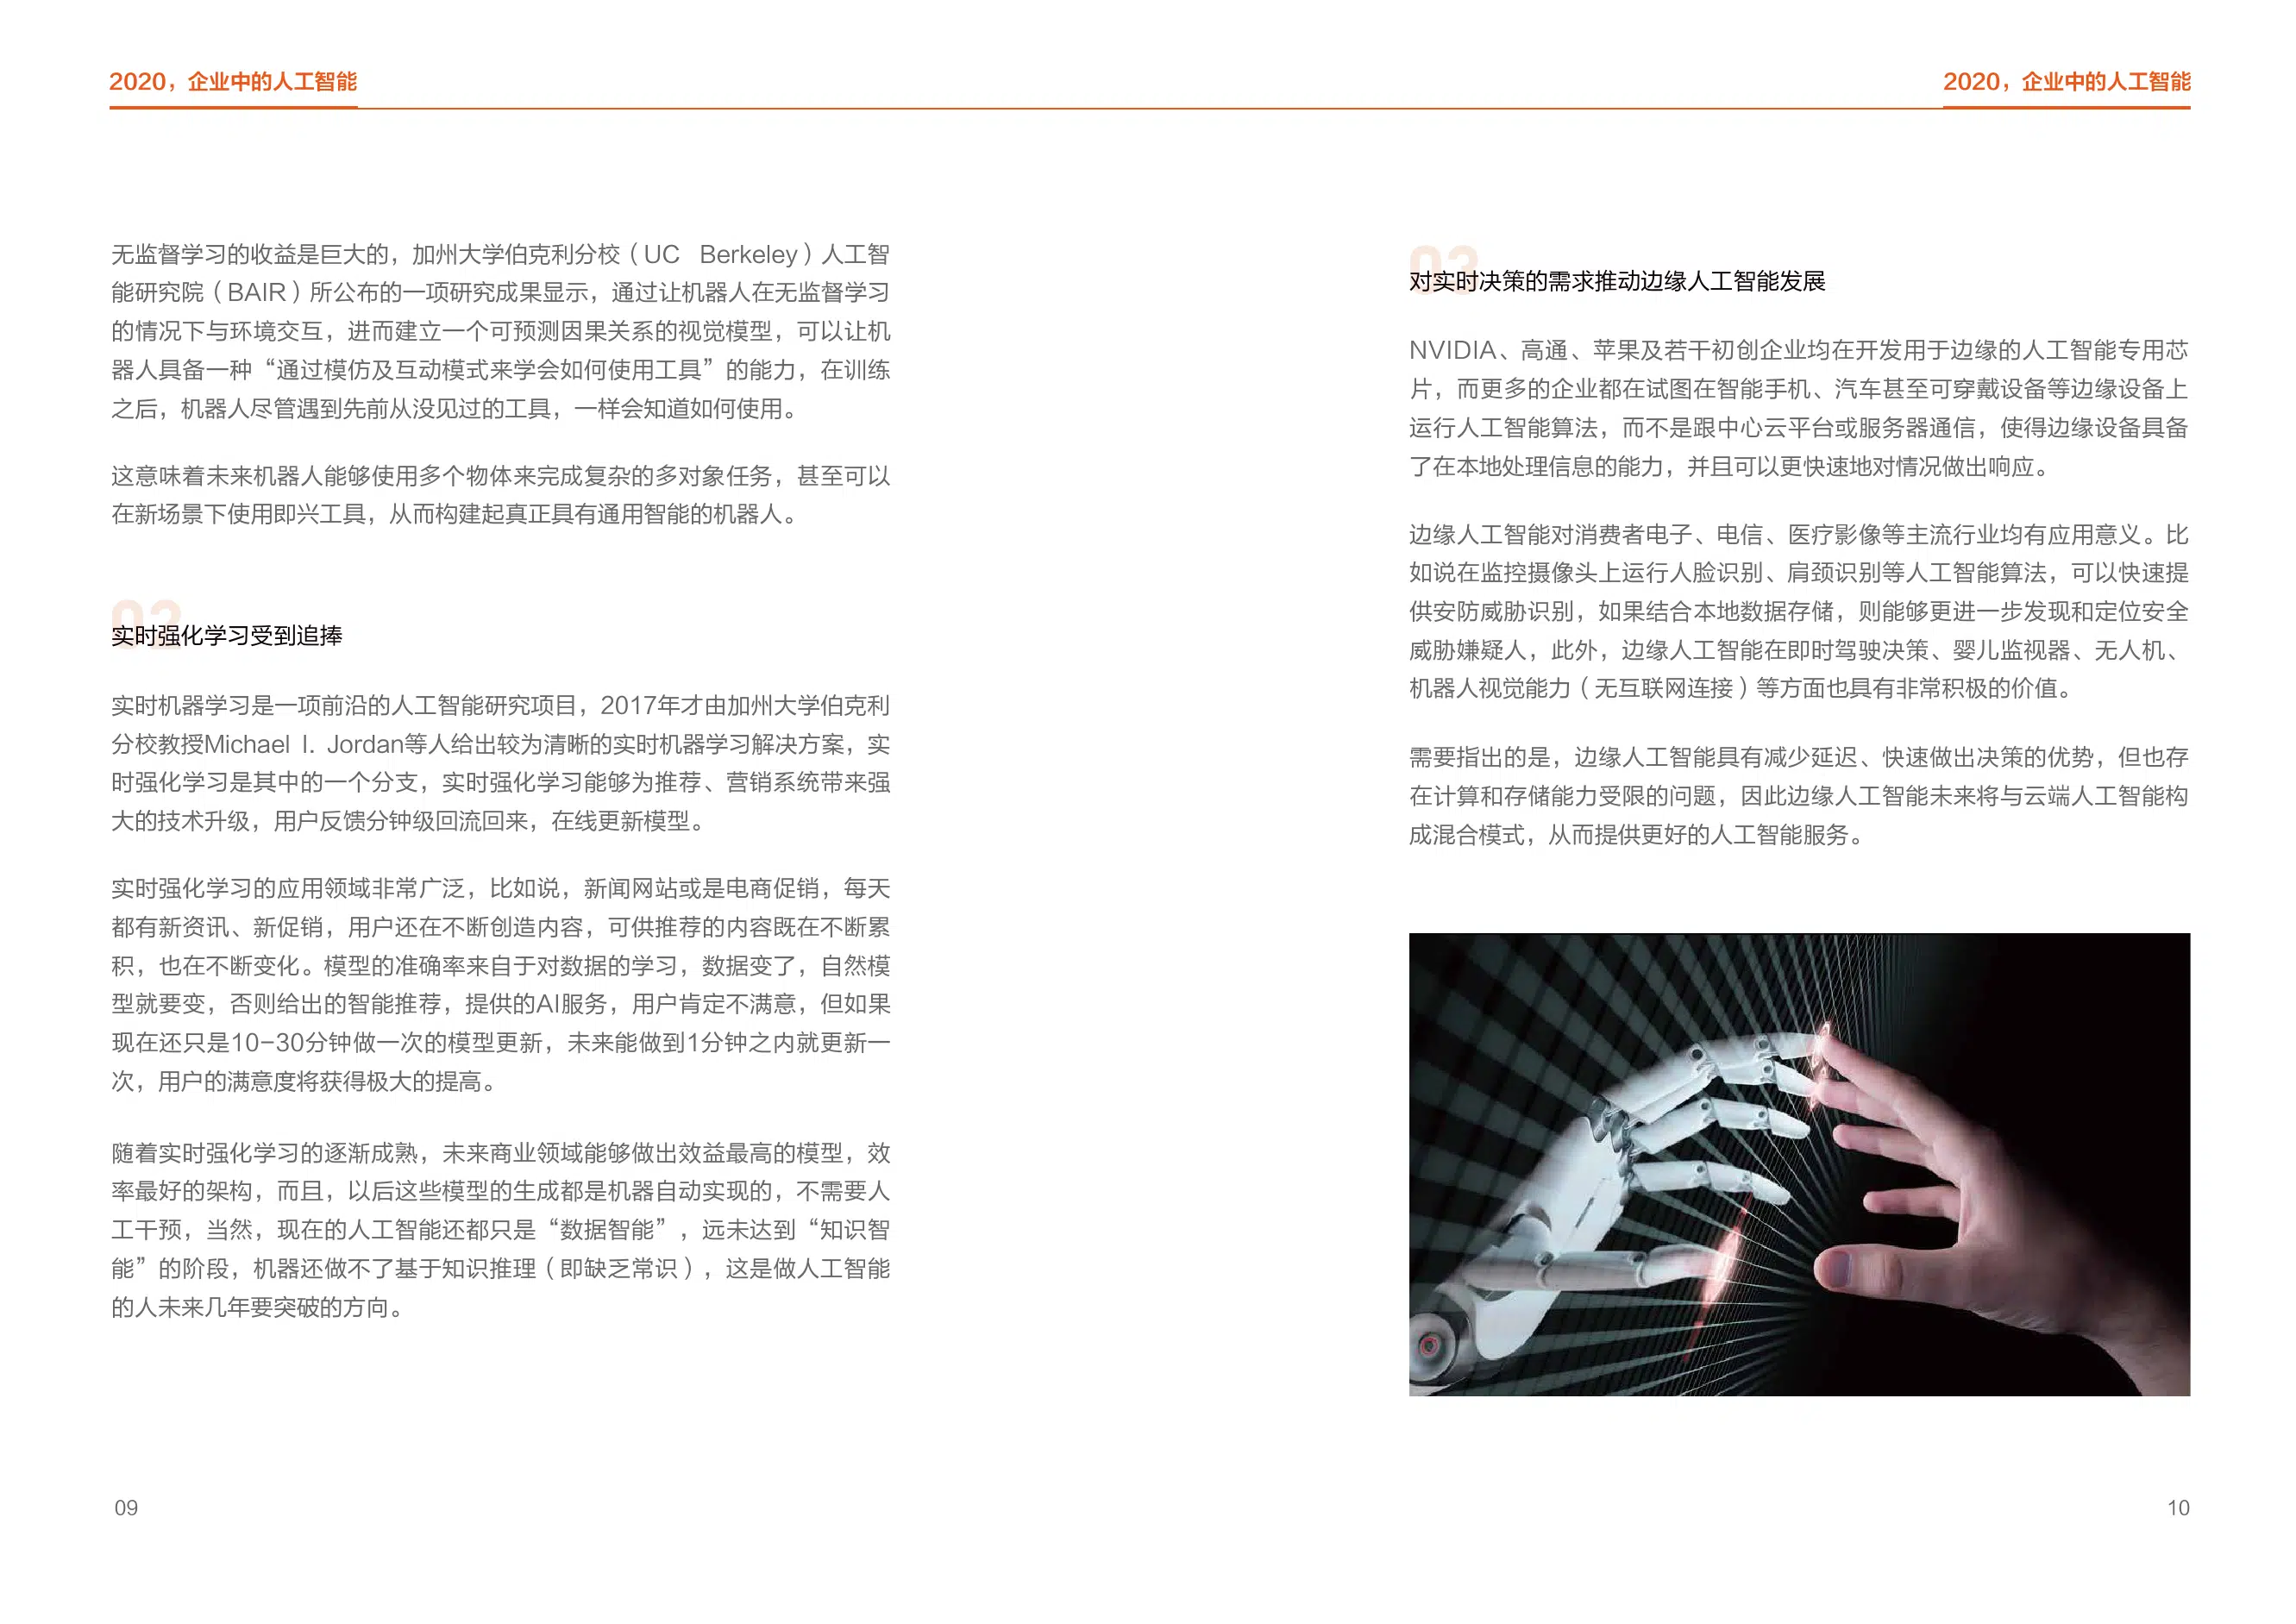 2020，企业中的人工智能
2020，企业中的人工智能
无监督学习的收益是巨大的，加州大学伯克利分校（UC Berkeley）人工智
能研究院（BAIR）所公布的一项研究成果显示，通过让机器人在无监督学习
的情况下与环境交互，进而建立一个可预测因果关系的视觉模型，可以让机
器人具备一种“通过模仿及互动模式来学会如何使用工具”的能力，在训练
之后，机器人尽管遇到先前从没见过的工具，一样会知道如何使用。
这意味着未来机器人能够使用多个物体来完成复杂的多对象任务，甚至可以
在新场景下使用即兴工具，从而构建起真正具有通用智能的机器人。
02
实时强化学习受到追捧
实时机器学习是一项前沿的人工智能研究项目，2017年才由加州大学伯克利
分校教授Michael I. Jordan等人给出较为清晰的实时机器学习解决方案，实
时强化学习是其中的一个分支，实时强化学习能够为推荐、营销系统带来强
大的技术升级，用户反馈分钟级回流回来，在线更新模型。
实时强化学习的应用领域非常广泛，比如说，新闻网站或是电商促销，每天
都有新资讯、新促销，用户还在不断创造内容，可供推荐的内容既在不断累
积，也在不断变化。模型的准确率来自于对数据的学习，数据变了，自然模
型就要变，否则给出的智能推荐，提供的AI服务，用户肯定不满意，但如果
现在还只是10-30分钟做一次的模型更新，未来能做到1分钟之内就更新一
次，用户的满意度将获得极大的提高。
随着实时强化学习的逐渐成熟，未来商业领域能够做出效益最高的模型，效
率最好的架构，而且，以后这些模型的生成都是机器自动实现的，不需要人
工干预，当然，现在的人工智能还都只是“数据智能”，远未达到“知识智
能”的阶段，机器还做不了基于知识推理（即缺乏常识），这是做人工智能
的人未来几年要突破的方向。
09
03
对实时决策的需求推动边缘人工智能发展
NVIDIA、高通、苹果及若干初创企业均在开发用于边缘的人工智能专用芯
片，而更多的企业都在试图在智能手机、汽车甚至可穿戴设备等边缘设备上
运行人工智能算法，而不是跟中心云平台或服务器通信，使得边缘设备具备
了在本地处理信息的能力，并且可以更快速地对情况做出响应。
边缘人工智能对消费者电子、电信、医疗影像等主流行业均有应用意义。比
如说在监控摄像头上运行人脸识别、肩颈识别等人工智能算法，可以快速提
供安防威胁识别，如果结合本地数据存储，则能够更进一步发现和定位安全
威胁嫌疑人，此外，边缘人工智能在即时驾驶决策、婴儿监视器、无人机、
机器人视觉能力（无互联网连接）等方面也具有非常积极的价值。
需要指出的是，边缘人工智能具有减少延迟、快速做出决策的优势，但也存
在计算和存储能力受限的问题，因此边缘人工智能未来将与云端人工智能构
成混合模式，从而提供更好的人工智能服务。
10